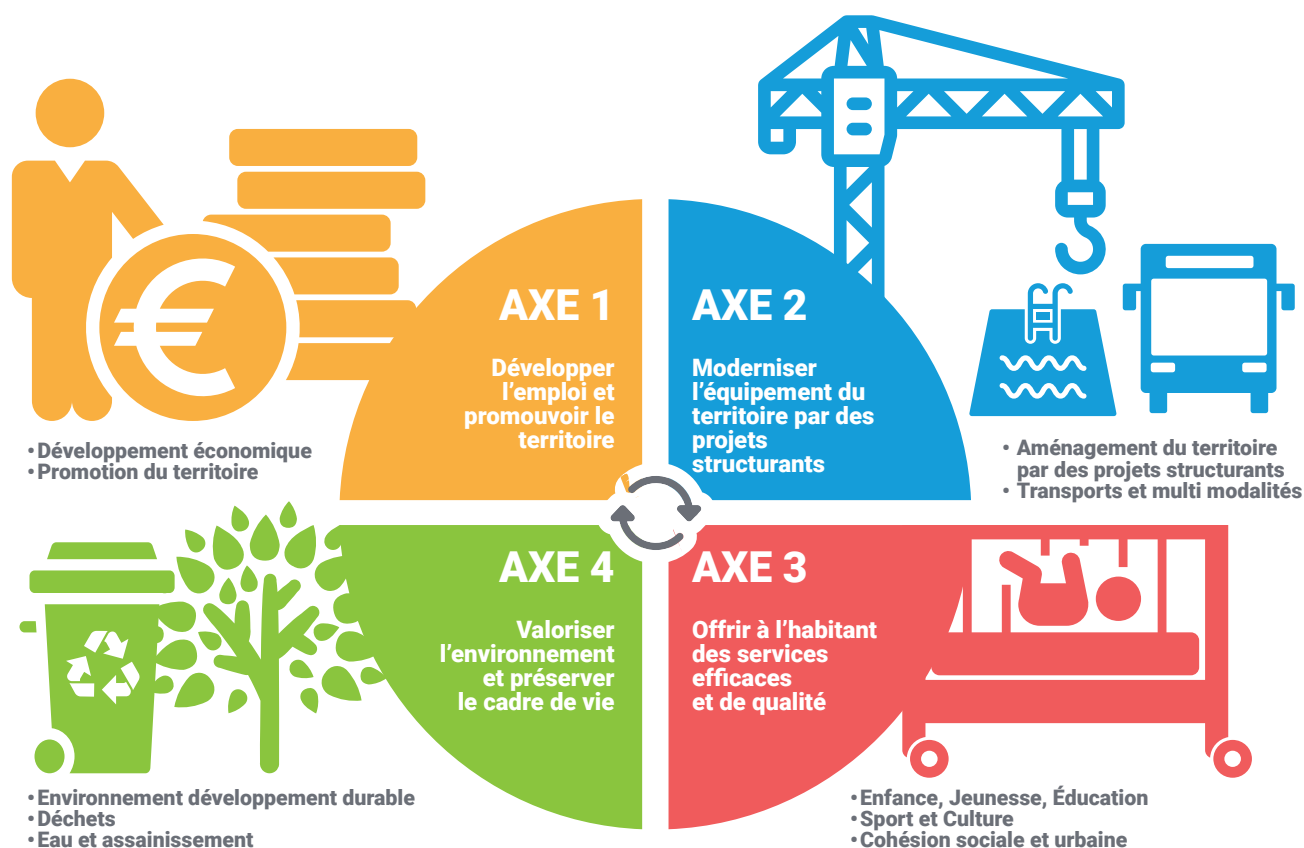 AXE 1
Développer
l’emploi et
promouvoir le
territoire
•Développement économique
•Promotion du territoire
AXE 2
Moderniser
l’équipement du
territoire par des
projets
structurants
• Aménagement du territoire
par des projets structurants
• Transports et multi modalités
AXE 4
Valoriser
l’environnement
et préserver
le cadre de vie
•Environnement développement durable
•Déchets
•Eau et assainissement
AXE 3
Offrir à l’habitant
des services
efficaces
et de qualité
•Enfance, Jeunesse, Éducation
•Sport et Culture
•Cohésion sociale et urbaine